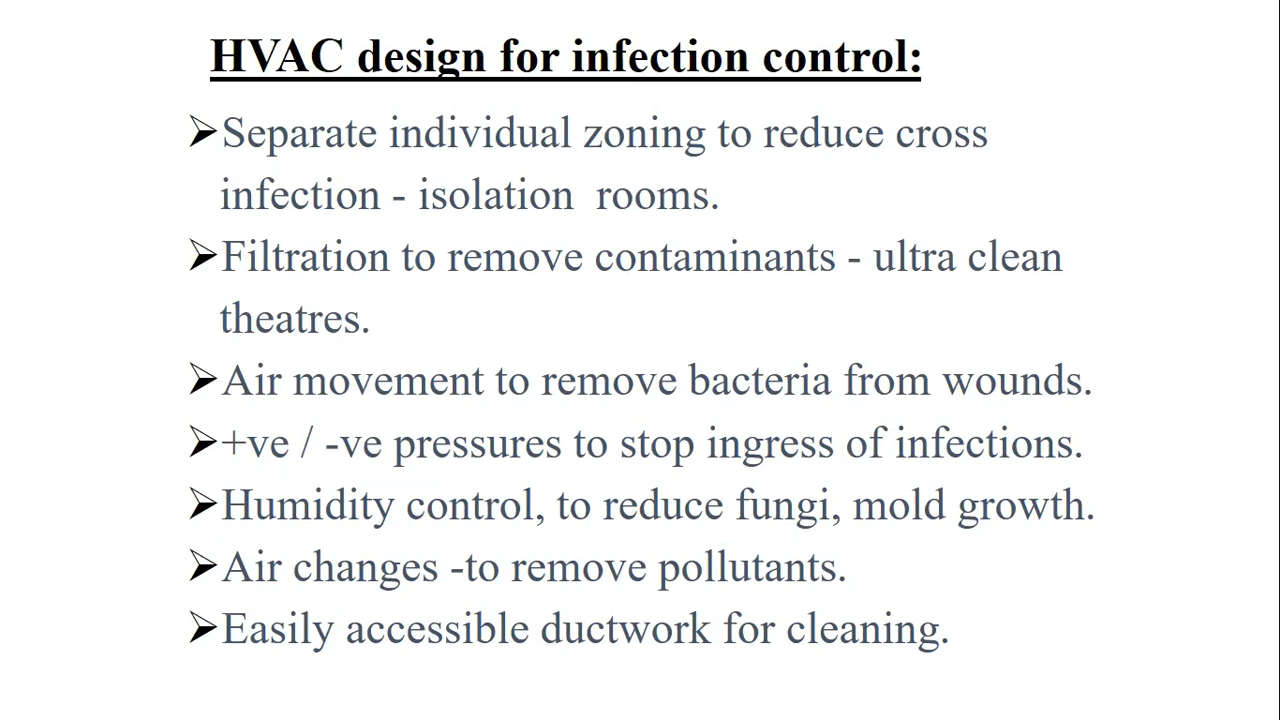 HVAC design for infection control:
➢Separate individual zoning to reduce cross
infection - isolation  rooms.
➢Filtration to remove contaminants - ultra clean
theatres.
➢Air movement to remove bacteria from wounds.
➢+ve / -ve pressures to stop ingress of infections.
➢Humidity control, to reduce fungi, mold growth.
➢Air changes -to remove pollutants.
➢Easily accessible ductwork for cleaning.